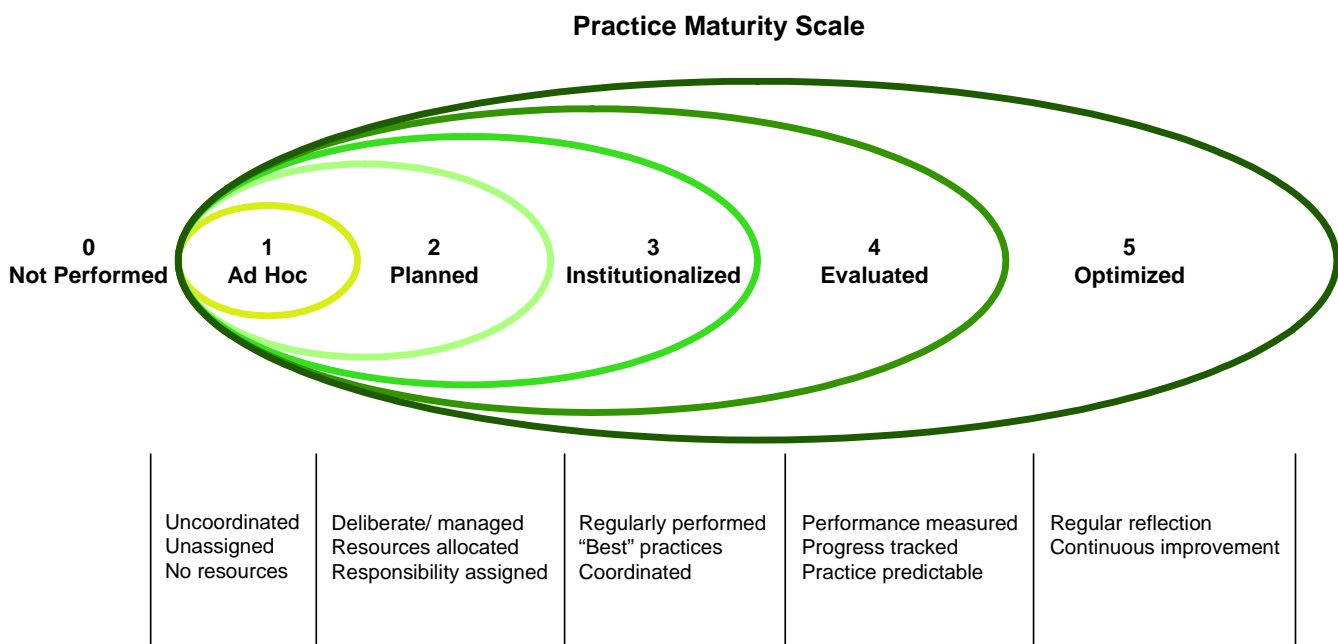 Practice Maturity Scale
0
Not Performed
1
Ad Hoc
2
Planned
3
Institutionalized
4
Evaluated
5
Optimized
Uncoordinated
Unassigned
No resources
Deliberate/ managed
Resources allocated
Responsibility assigned
Regularly performed
“Best” practices
Coordinated
Performance measured
Progress tracked
Practice predictable
Regular reflection
Continuous improvement